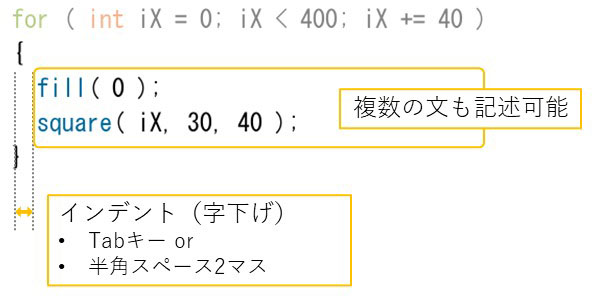 for ( int iX = 0; iX < 400; iX += 40 )
{
fill( 0 );
square( iX, 30, 40 );
複数の文も記述可能
}
インデント（字下げ）
• Tabキー or
• 半角スペース2マス